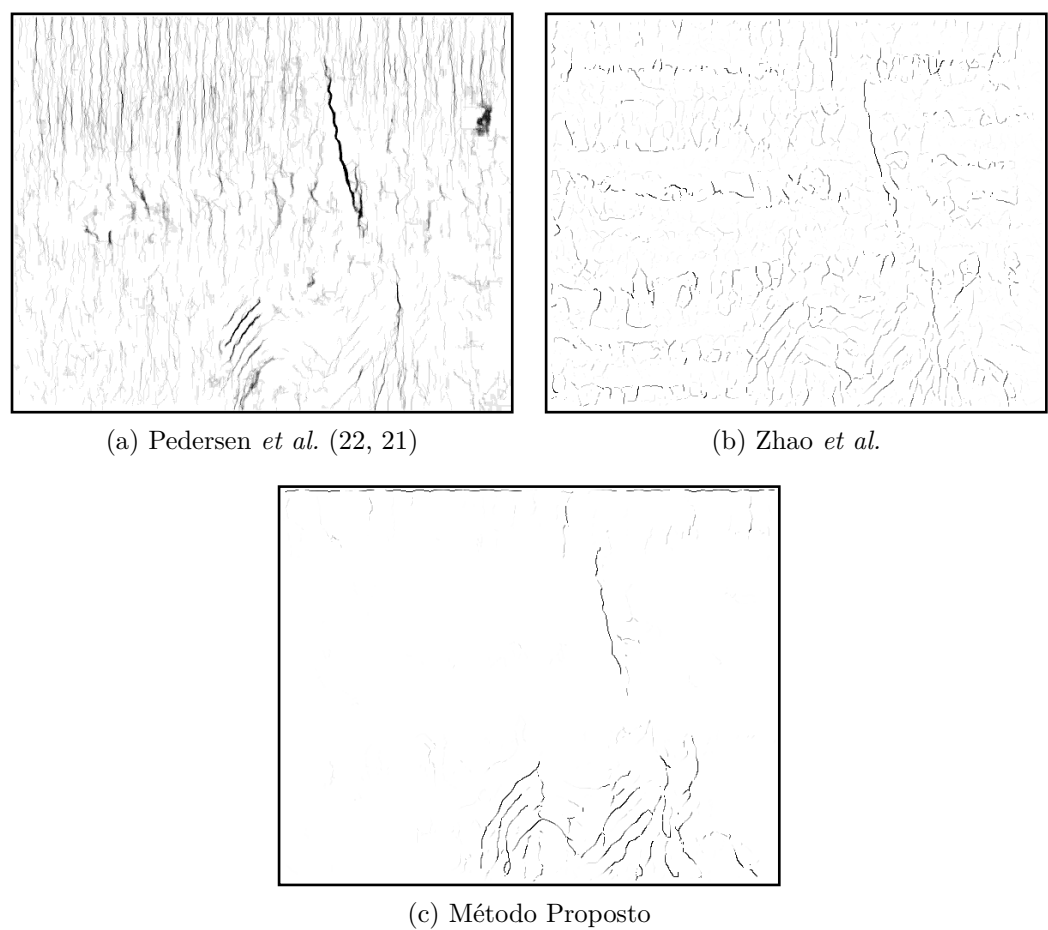 (a) Pedersen et al. (22, 21)
(b) Zhao et al.
(c) Método Proposto